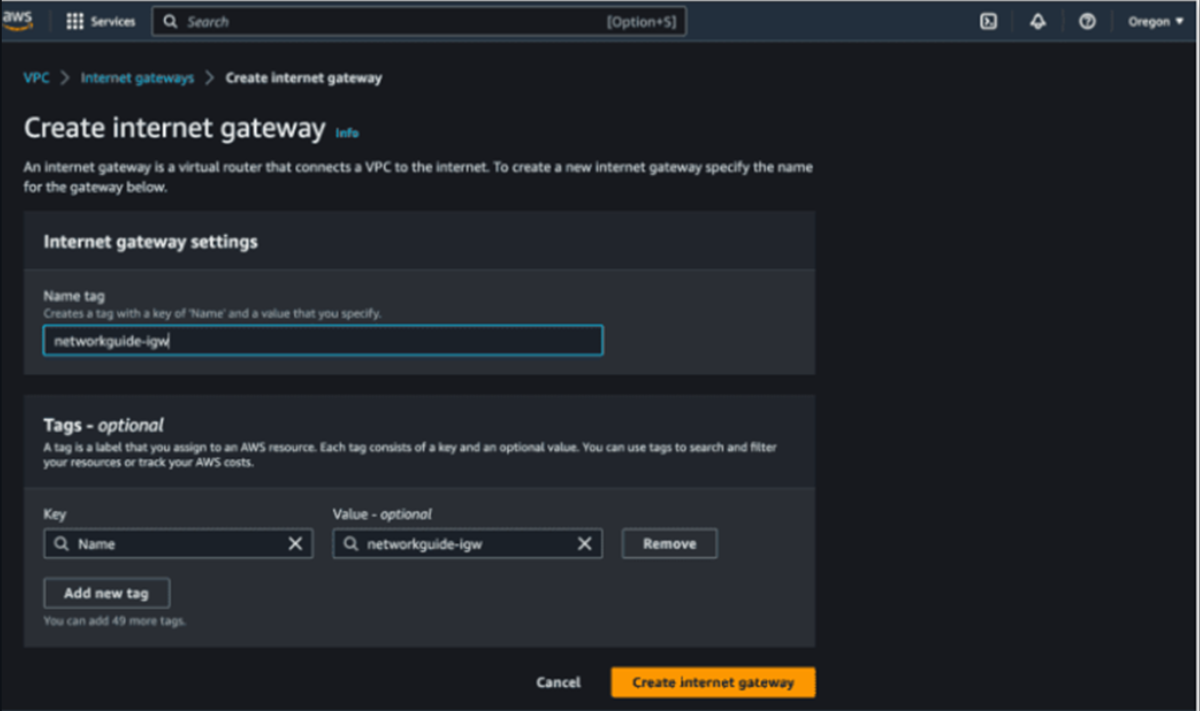 aws
Services
Search
[Option+S]
Oregon
VPC > Internet gateways > Create internet gateway
Create internet gateway Info
An internet gateway is a virtual router that connects a VPC to the internet. To create a new internet gateway specify the name
for the gateway below.
Internet gateway settings
Name tag
Creates a tag with a key of 'Name' and a value that you specify.
networkguide-igw
Tags - optional
A tag is a label that you assign to an AWS resource. Each tag consists of a key and an optional value. You can use tags to search and filter
your resources or track your AWS costs.
Key
Value - optional
Name
networkguide-igw
Remove
Add new tag
You can add 49 more tags.
Cancel
Create internet gateway